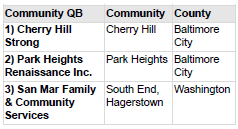 Community QB Community County
1) Cherry Hill Cherry Hill Baltimore
Strong City
2) Park Heights Park Heights Baltimore
Renaissance Inc. City
3) San Mar Family South End, Washington
& Community Hagerstown
Services